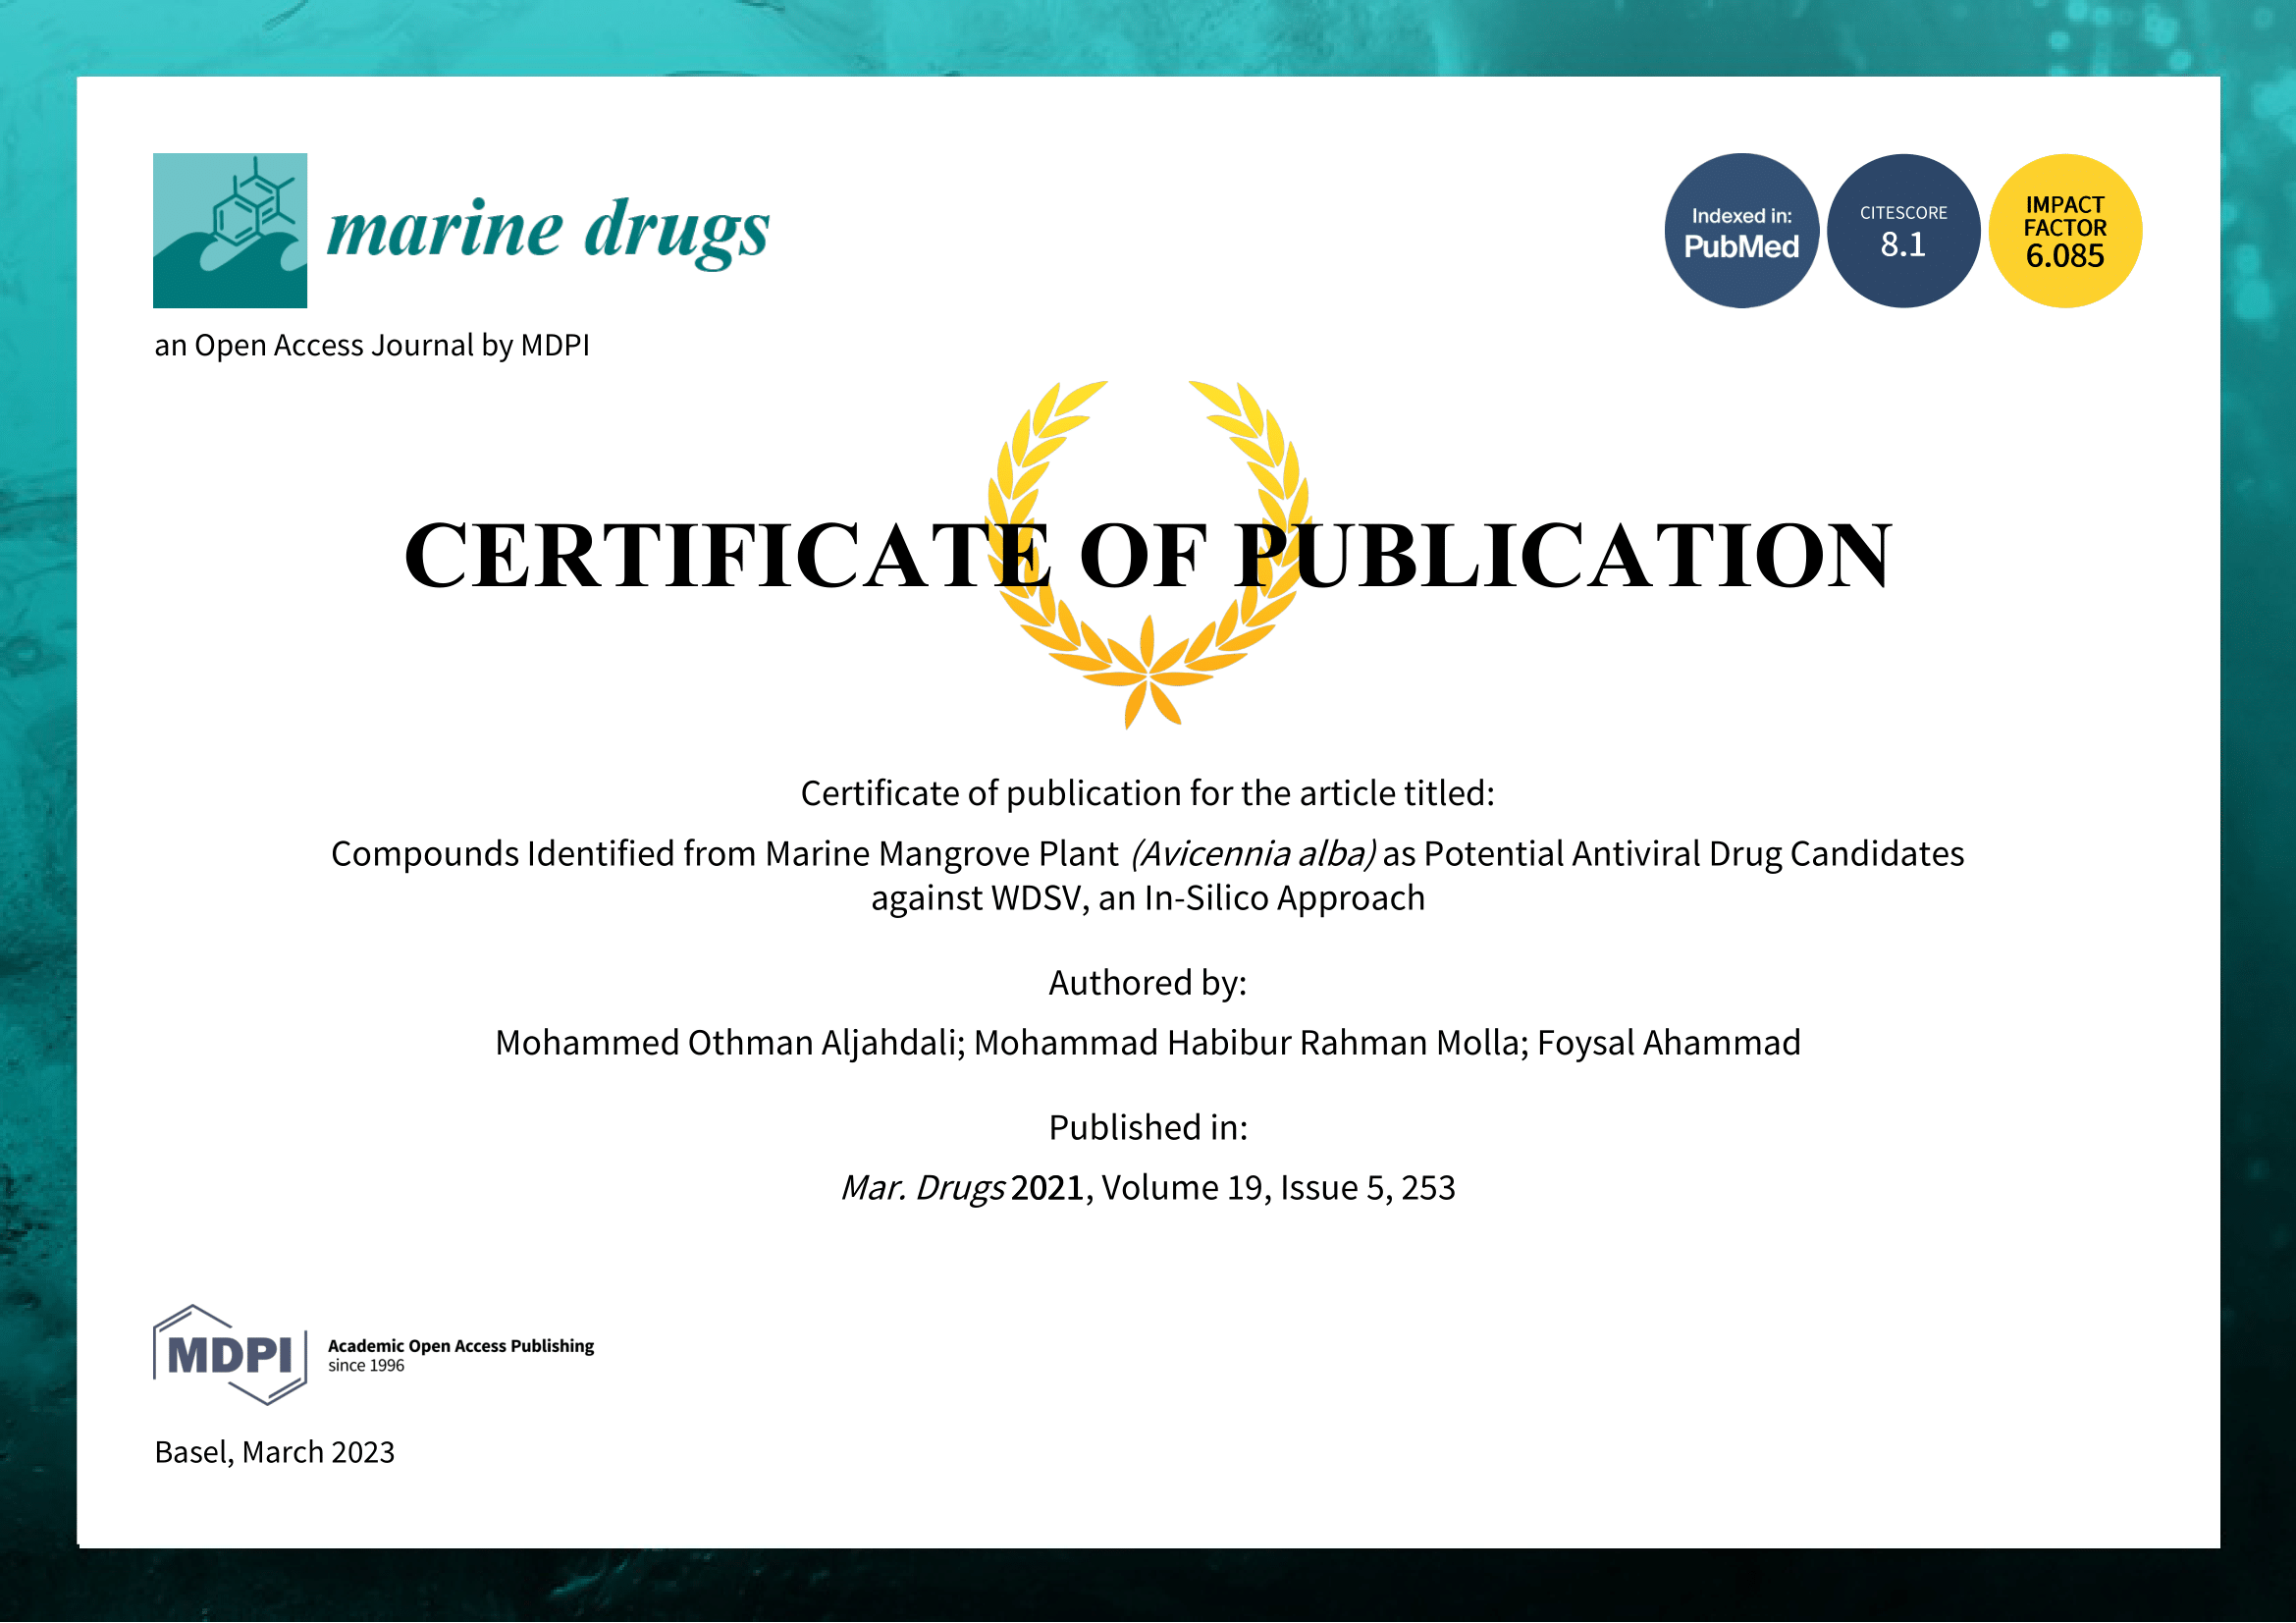 marine drugs
an Open Access Journal by MDPI
Indexed in:
PubMed
CITESCORE
8.1
IMPACT
FACTOR
6.085
CERTIFICATE OF PUBLICATION
Certificate of publication for the article titled:
Compounds Identified from Marine Mangrove Plant (Avicennia alba) as Potential Antiviral Drug Candidates
against WDSV, an In-Silico Approach
Authored by:
Mohammed Othman Aljahdali; Mohammad Habibur Rahman Molla; Foysal Ahammad
Published in:
Mar. Drugs 2021, Volume 19, Issue 5, 253
MDPI
Academic Open Access Publishing
since 1996
Basel, March 2023